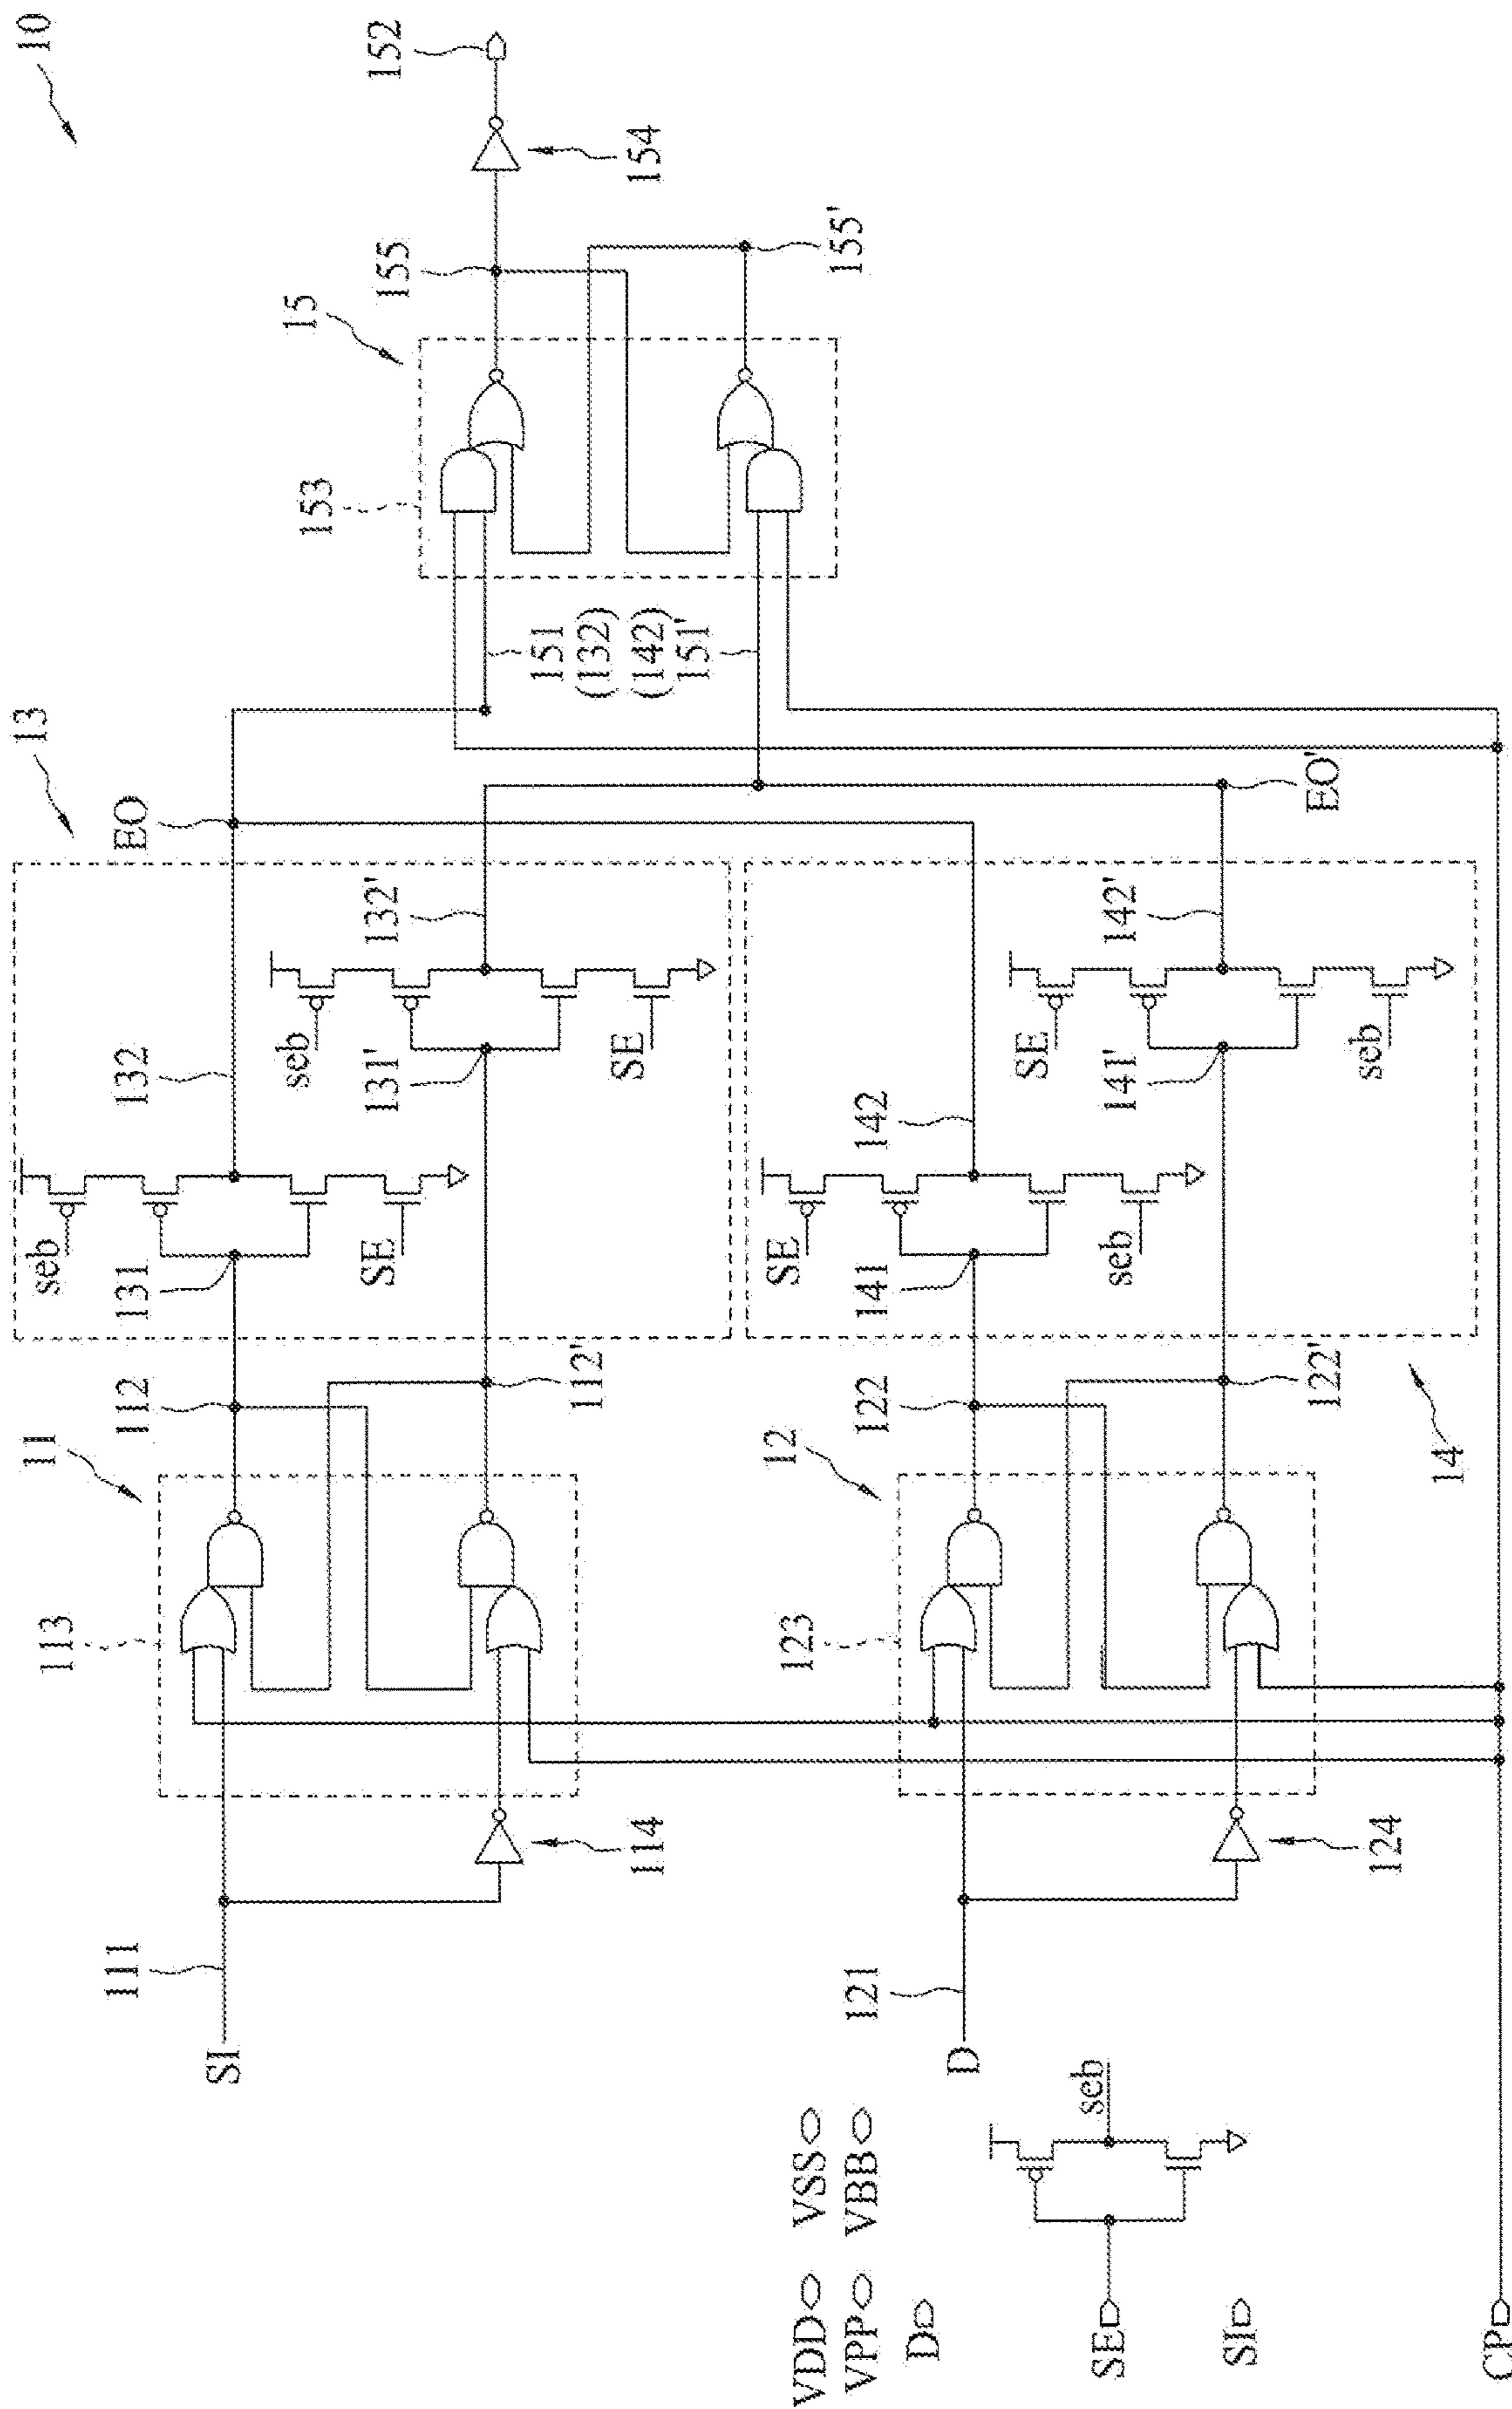 10
13
EO
11
112
131
seb
SE
132
seb
131'
SE
132'
113
112'
SI
111
114
15
153
155
152
154
155'
151
(132)
(142)
151'
12
122
123
141
SE
seb
142
SE
141'
seb
142'
EO'
122'
14
D
121
124
VDD
VSS
VPP
VBB
D
SE
seb
SI
CP